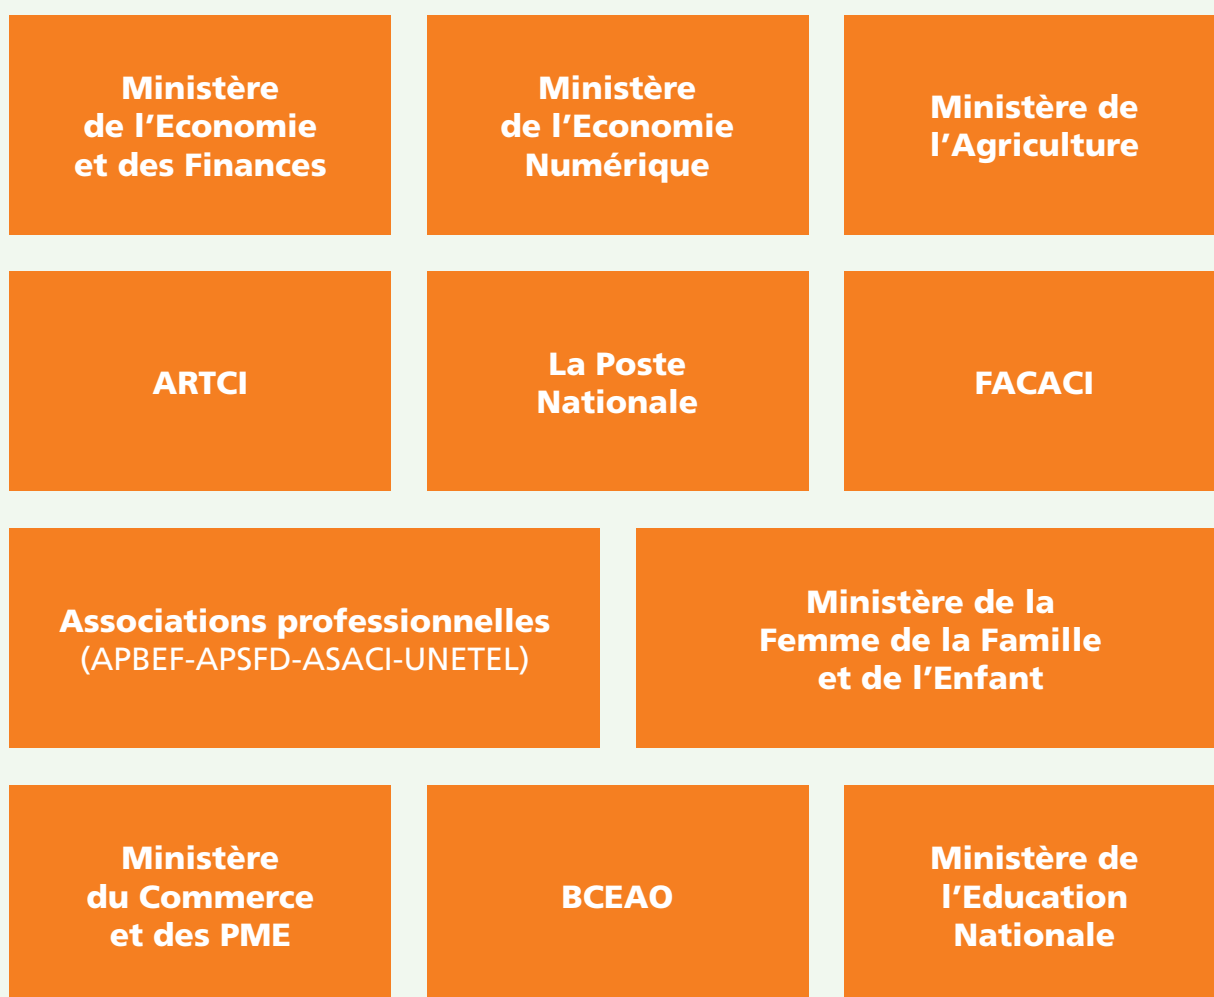 Ministère
de l’Economie
et des Finances
Ministère
de l’Economie
Numérique
Ministère de
l’Agriculture
ARTCI
La Poste
Nationale
FACACI
Associations professionnelles
(APBEF-APSFD-ASACI-UNETEL)
Ministère de la
Femme de la Famille
et de l’Enfant
Ministère
du Commerce
et des PME
BCEAO
Ministère de
l’Education
Nationale